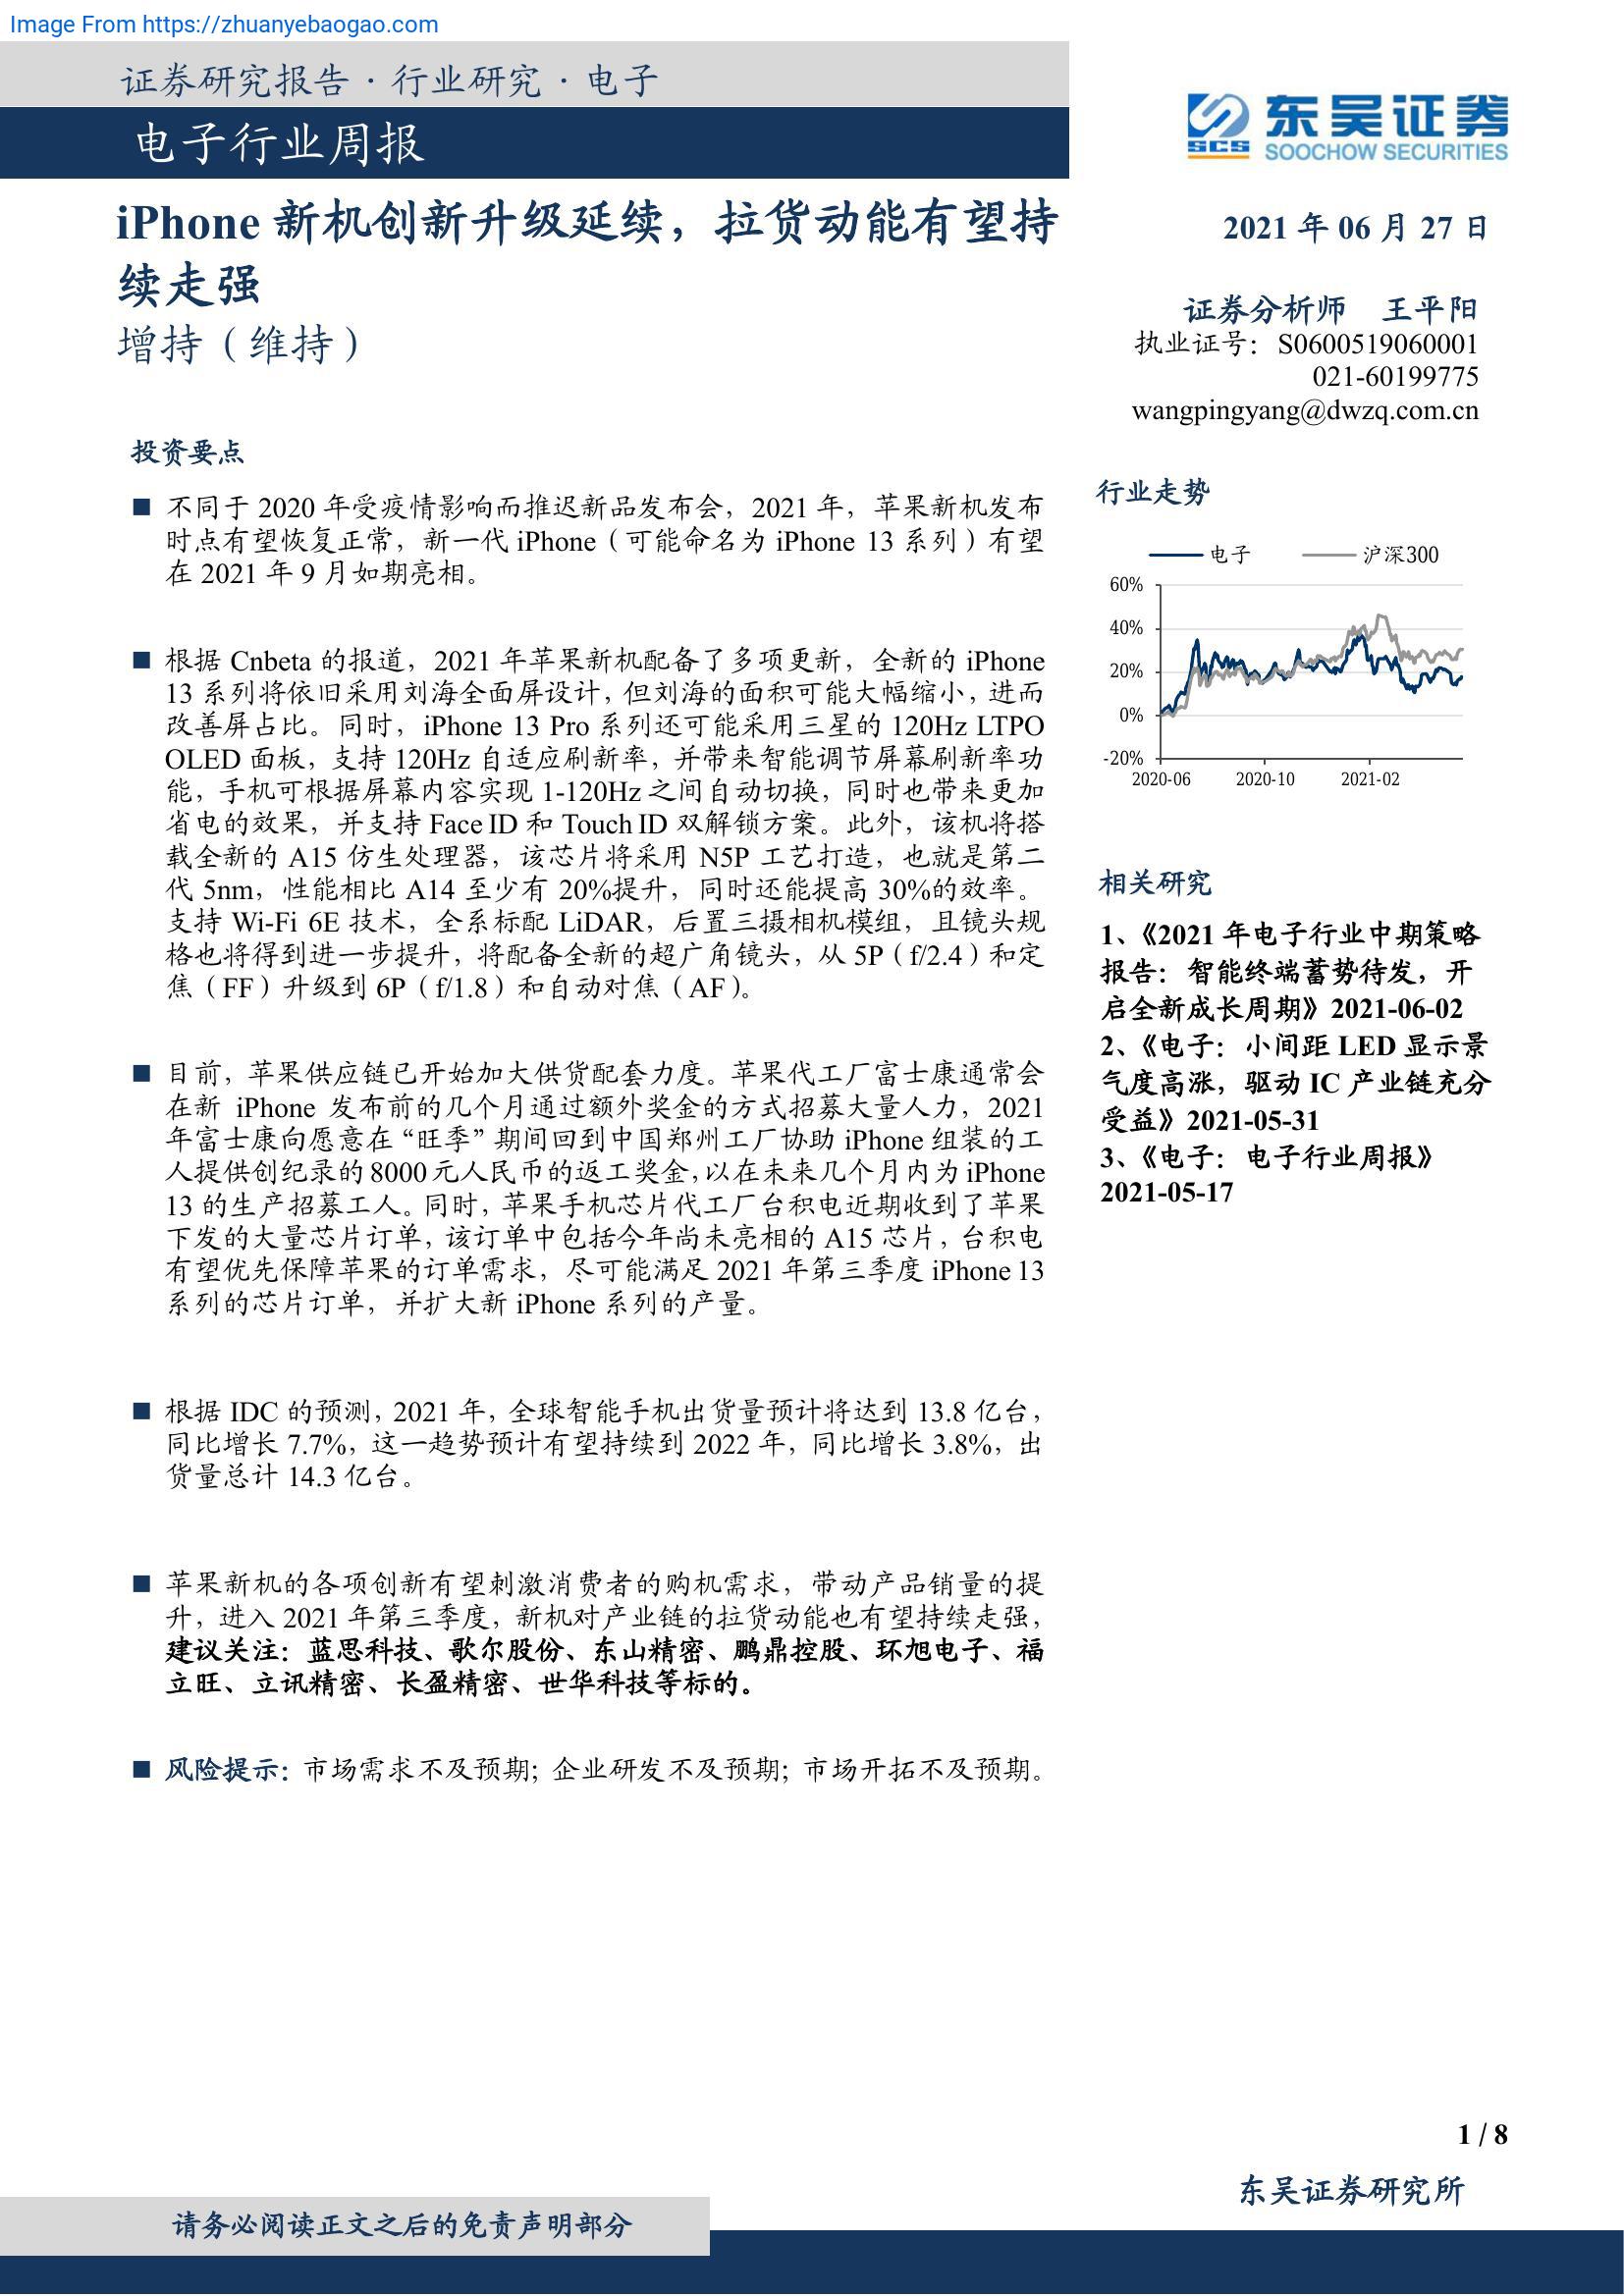 Image From https://zhuanyebaogao.com
证券研究报告 · 行业研究 · 电子
电子行业周报
东吴证券
SCS
SOOCHOW SECURITIES
iPhone 新机创新升级延续，拉货动能有望持
续走强
增持（维持）
2021 年 06 月 27 日
证券分析师 王平阳
执业证号：S0600519060001
021-60199775
wangpingyang@dwzq.com.cn
投资要点
■ 不同于 2020 年受疫情影响而推迟新品发布会，2021 年，苹果新机发布
时点有望恢复正常，新一代 iPhone（可能命名为 iPhone 13 系列）有望
在 2021 年 9 月如期亮相。
■ 根据 Cnbeta 的报道，2021 年苹果新机配备了多项更新，全新的 iPhone
13 系列将依旧采用刘海全面屏设计，但刘海的面积可能大幅缩小，进而
改善屏占比。同时，iPhone 13 Pro 系列还可能采用三星的 120Hz LTPO
OLED 面板，支持 120Hz 自适应刷新率，并带来智能调节屏幕刷新率功
能，手机可根据屏幕内容实现 1-120Hz 之间自动切换，同时也带来更加
省电的效果，并支持 Face ID 和 Touch ID 双解锁方案。此外，该机将搭
载全新的 A15 仿生处理器，该芯片将采用 N5P 工艺打造，也就是第二
代 5nm，性能相比 A14 至少有 20%提升，同时还能提高 30%的效率。
支持 Wi-Fi 6E 技术，全系标配 LiDAR，后置三摄相机模组，且镜头规
格也将得到进一步提升，将配备全新的超广角镜头，从 5P（f/2.4）和定
焦（FF）升级到 6P（f/1.8）和自动对焦（AF）。
■ 目前，苹果供应链已开始加大供货配套力度。苹果代工厂富士康通常会
在新 iPhone 发布前的几个月通过额外奖金的方式招募大量人力，2021
年富士康向愿意在“旺季”期间回到中国郑州工厂协助 iPhone 组装的工
人提供创纪录的 8000 元人民币的返工奖金，以在未来几个月内为 iPhone
13 的生产招募工人。同时，苹果手机芯片代工厂台积电近期收到了苹果
下发的大量芯片订单，该订单中包括今年尚未亮相的 A15 芯片，台积电
有望优先保障苹果的订单需求，尽可能满足 2021 年第三季度 iPhone 13
系列的芯片订单，并扩大新 iPhone 系列的产量。
■ 根据 IDC 的预测，2021 年，全球智能手机出货量预计将达到 13.8 亿台，
同比增长 7.7%，这一趋势预计有望持续到 2022 年，同比增长 3.8%，出
货量总计 14.3 亿台。
■ 苹果新机的各项创新有望刺激消费者的购机需求，带动产品销量的提
升，进入 2021 年第三季度，新机对产业链的拉货动能也有望持续走强，
建议关注：蓝思科技、歌尔股份、东山精密、鹏鼎控股、环旭电子、福
立旺、立讯精密、长盈精密、世华科技等标的。
■ 风险提示：市场需求不及预期；企业研发不及预期；市场开拓不及预期。
行业走势
电子 沪深300
60%
40%
20%
0%
-20%
2020-06 2020-10 2021-02
相关研究
1、《2021 年电子行业中期策略
报告：智能终端蓄势待发，开
启全新成长周期》2021-06-02
2、《电子：小间距 LED 显示景
气度高涨，驱动 IC 产业链充分
受益》2021-05-31
3、《电子：电子行业周报》
2021-05-17
1 / 8
东吴证券研究所
请务必阅读正文之后的免责声明部分